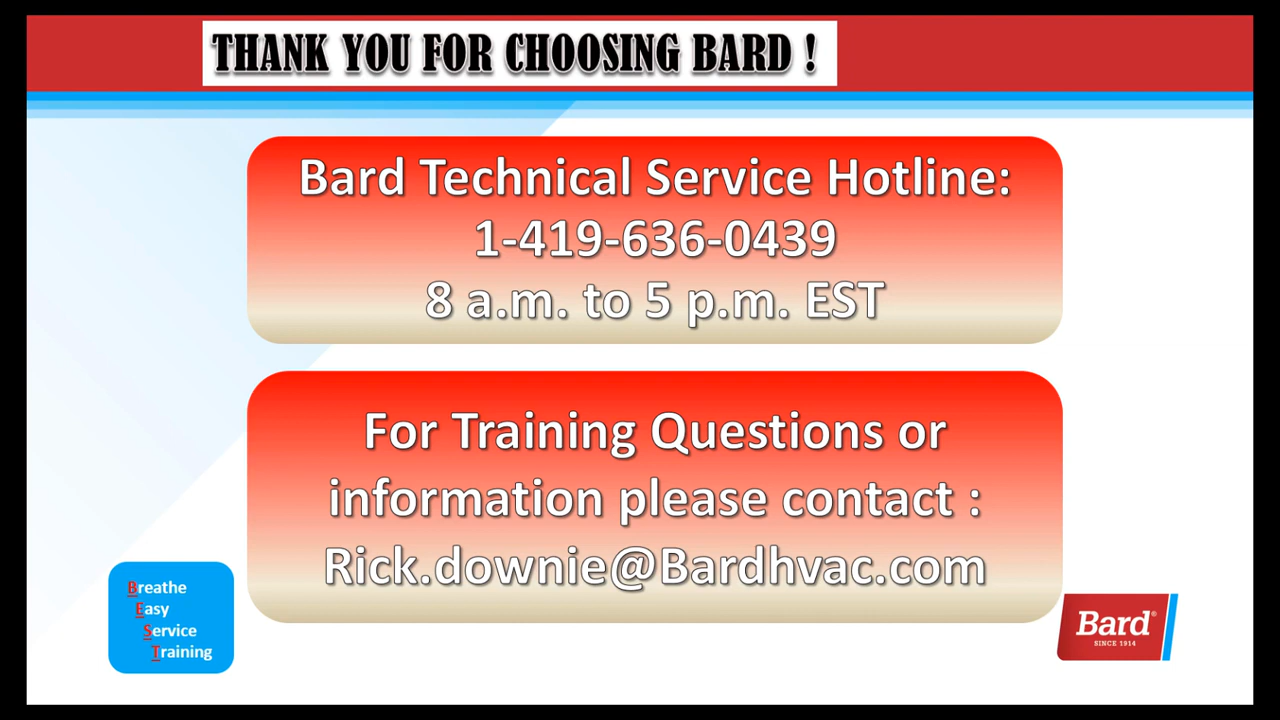 THANK YOU FOR CHOOSING BARD !
Bard Technical Service Hotline:
1-419-636-0439
8 a.m. to 5 p.m. EST
For Training Questions or
information please contact :
Rick.downie@Bardhvac.com
Breathe
Easy
Service
Training
Bard®
SINCE 1914